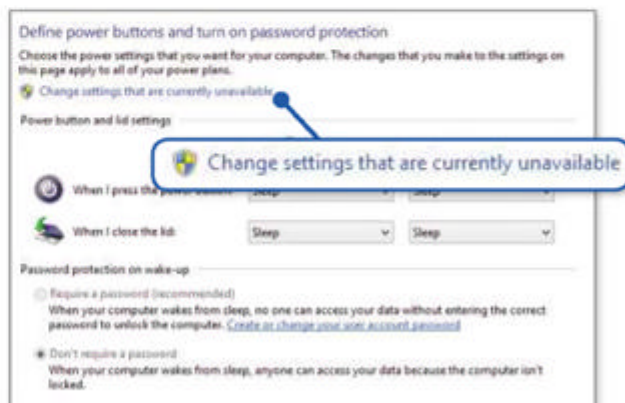 Define power buttons and turn on password protection
Choose the power settings that you want for your computer. The changes that you make to the settings on
this page apply to all of your power plans.
Change settings that are currently unavailable
Power button and lid settings
Change settings that are currently unavailable
When I press the power button: Sleep Sleep
When I close the lid: Sleep Sleep
Password protection on wake-up
Require a password (recommended)
When your computer wakes from sleep, no one can access your data without entering the correct
password to unlock the computer. Create or change your user account password
Don't require a password
When your computer wakes from sleep, anyone can access your data because the computer isn't
locked.